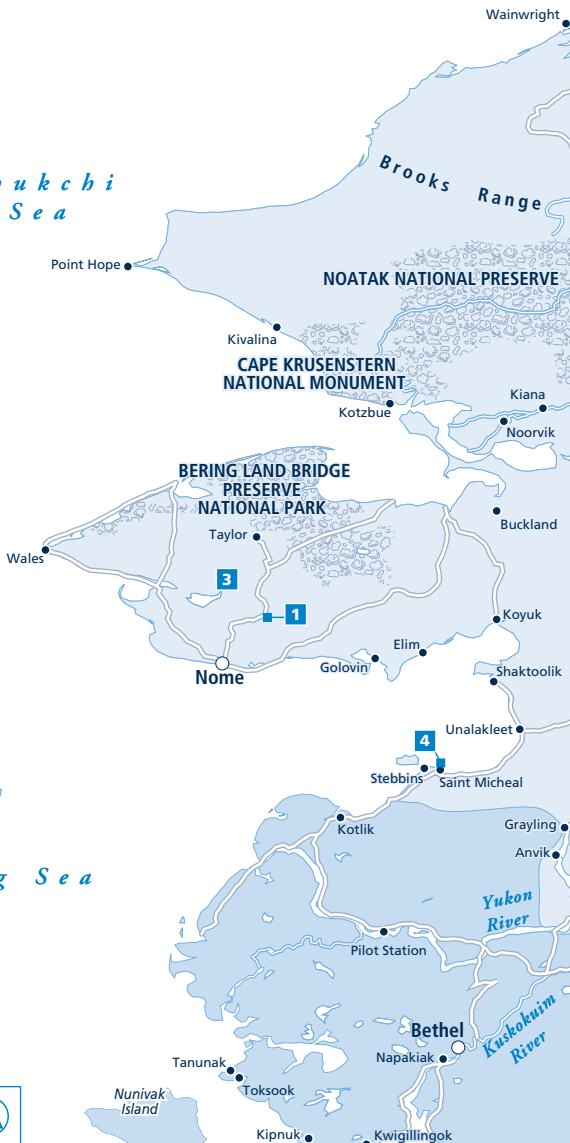 Wainwright
Brooks Range
Sea
Point Hope
NOATAK NATIONAL PRESERVE
Kivalina
CAPE KRUSENSTERN
NATIONAL MONUMENT
Kotzbue
Kiana
Noorvik
BERING LAND BRIDGE
PRESERVE
NATIONAL PARK
Taylor
Buckland
Wales
3
1
Koyuk
Elim
Golovin
Nome
Shaktoolik
Unalakleet
4
Stebbins
Saint Micheal
Kotlik
Grayling
Anvik
Sea
Yukon
River
Pilot Station
Kuskokuim
River
Bethel
Napakiak
Tanunak
Toksook
Nunivak
Island
Kipnuk
Kwigillingok